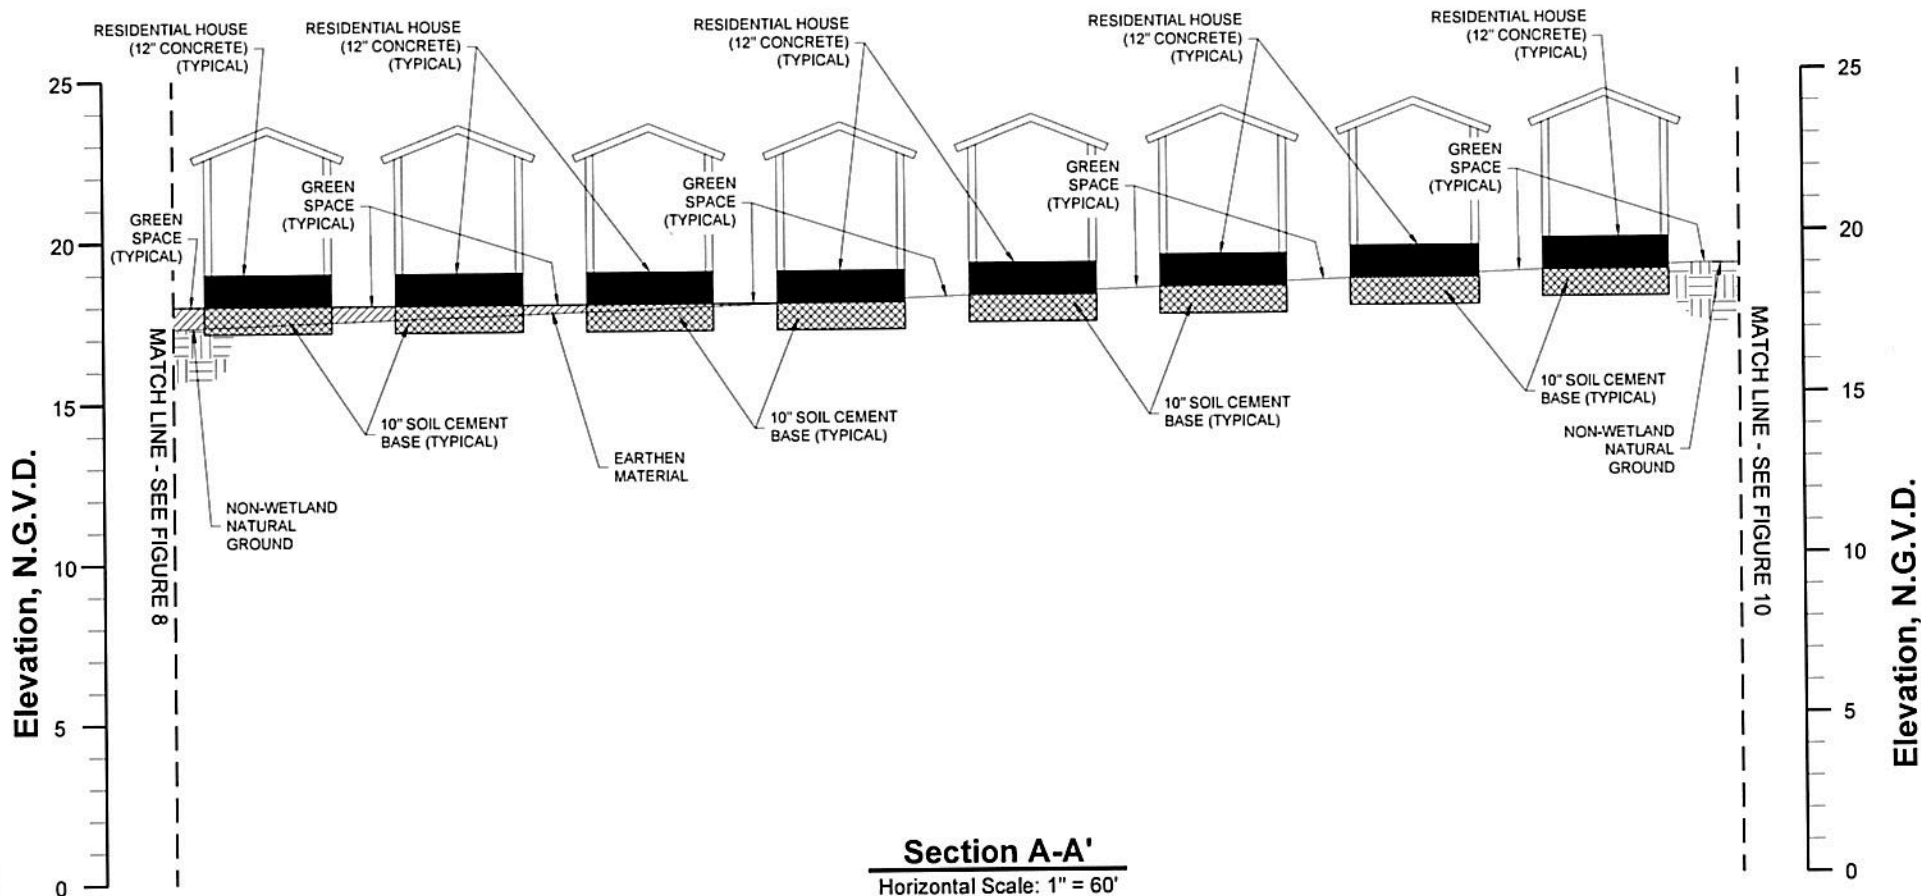 RESIDENTIAL HOUSE
(12" CONCRETE)
(TYPICAL)
RESIDENTIAL HOUSE
(12" CONCRETE)
(TYPICAL)
RESIDENTIAL HOUSE
(12" CONCRETE)
(TYPICAL)
RESIDENTIAL HOUSE
(12" CONCRETE)
(TYPICAL)
RESIDENTIAL HOUSE
(12" CONCRETE)
(TYPICAL)
25
20
15
10
5
0
Elevation, N.G.V.D.
MATCH LINE - SEE FIGURE 8
GREEN
SPACE
(TYPICAL)
GREEN
SPACE
(TYPICAL)
GREEN
SPACE
(TYPICAL)
GREEN
SPACE
(TYPICAL)
GREEN
SPACE
(TYPICAL)
10" SOIL CEMENT
BASE (TYPICAL)
10" SOIL CEMENT
BASE (TYPICAL)
10" SOIL CEMENT
BASE (TYPICAL)
10" SOIL CEMENT
BASE (TYPICAL)
EARTHEN
MATERIAL
NON-WETLAND
NATURAL
GROUND
NON-WETLAND
NATURAL
GROUND
MATCH LINE - SEE FIGURE 10
25
20
15
10
5
0
Elevation, N.G.V.D.
Section A-A'
Horizontal Scale: 1" = 60'